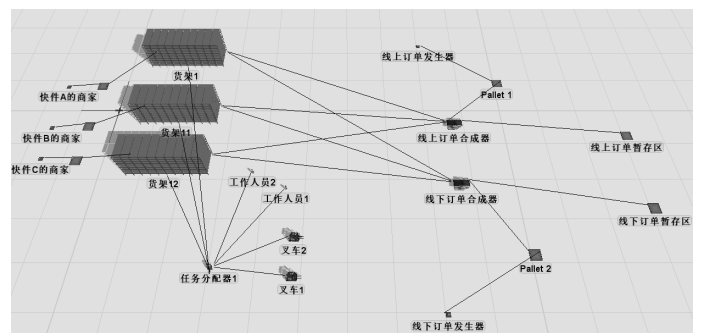 线上订单发生器
货架1
Pallet 1
快件A的商家
货架11
线上订单合成器
快件B的商家
线上订单暂存区
快件C的商家
货架12
工作人员2
工作人员1
线下订单合成器
线下订单暂存区
叉车2
Pallet 2
任务分配器1
叉车1
线下订单发生器